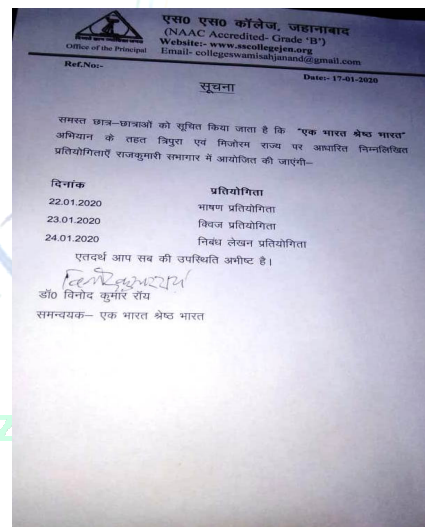 एस0 एस0 कॉलेज, जहानाबाद
(NAAC Accredited- Grade 'B')
Website:- www.sscollegejen.org
Email- collegeswamisahjanand@gmail.com
Office of the Principal
Ref.No:-
Date:- 17-01-2020
सूचना
समस्त छात्र–छात्राओं को सूचित किया जाता है कि "एक भारत श्रेष्ठ भारत"
अभियान के तहत त्रिपुरा एवं मिजोरम राज्य पर आधारित निम्नलिखित
प्रतियोगिताएँ राजकुमारी सभागार में आयोजित की जाएंगी–
दिनांक प्रतियोगिता
22.01.2020 भाषण प्रतियोगिता
23.01.2020 क्विज प्रतियोगिता
24.01.2020 निबंध लेखन प्रतियोगिता
एतदर्थ आप सब की उपस्थिति अभीष्ट है।
डॉ0 विनोद कुमार रॉय
समन्वयक– एक भारत श्रेष्ठ भारत